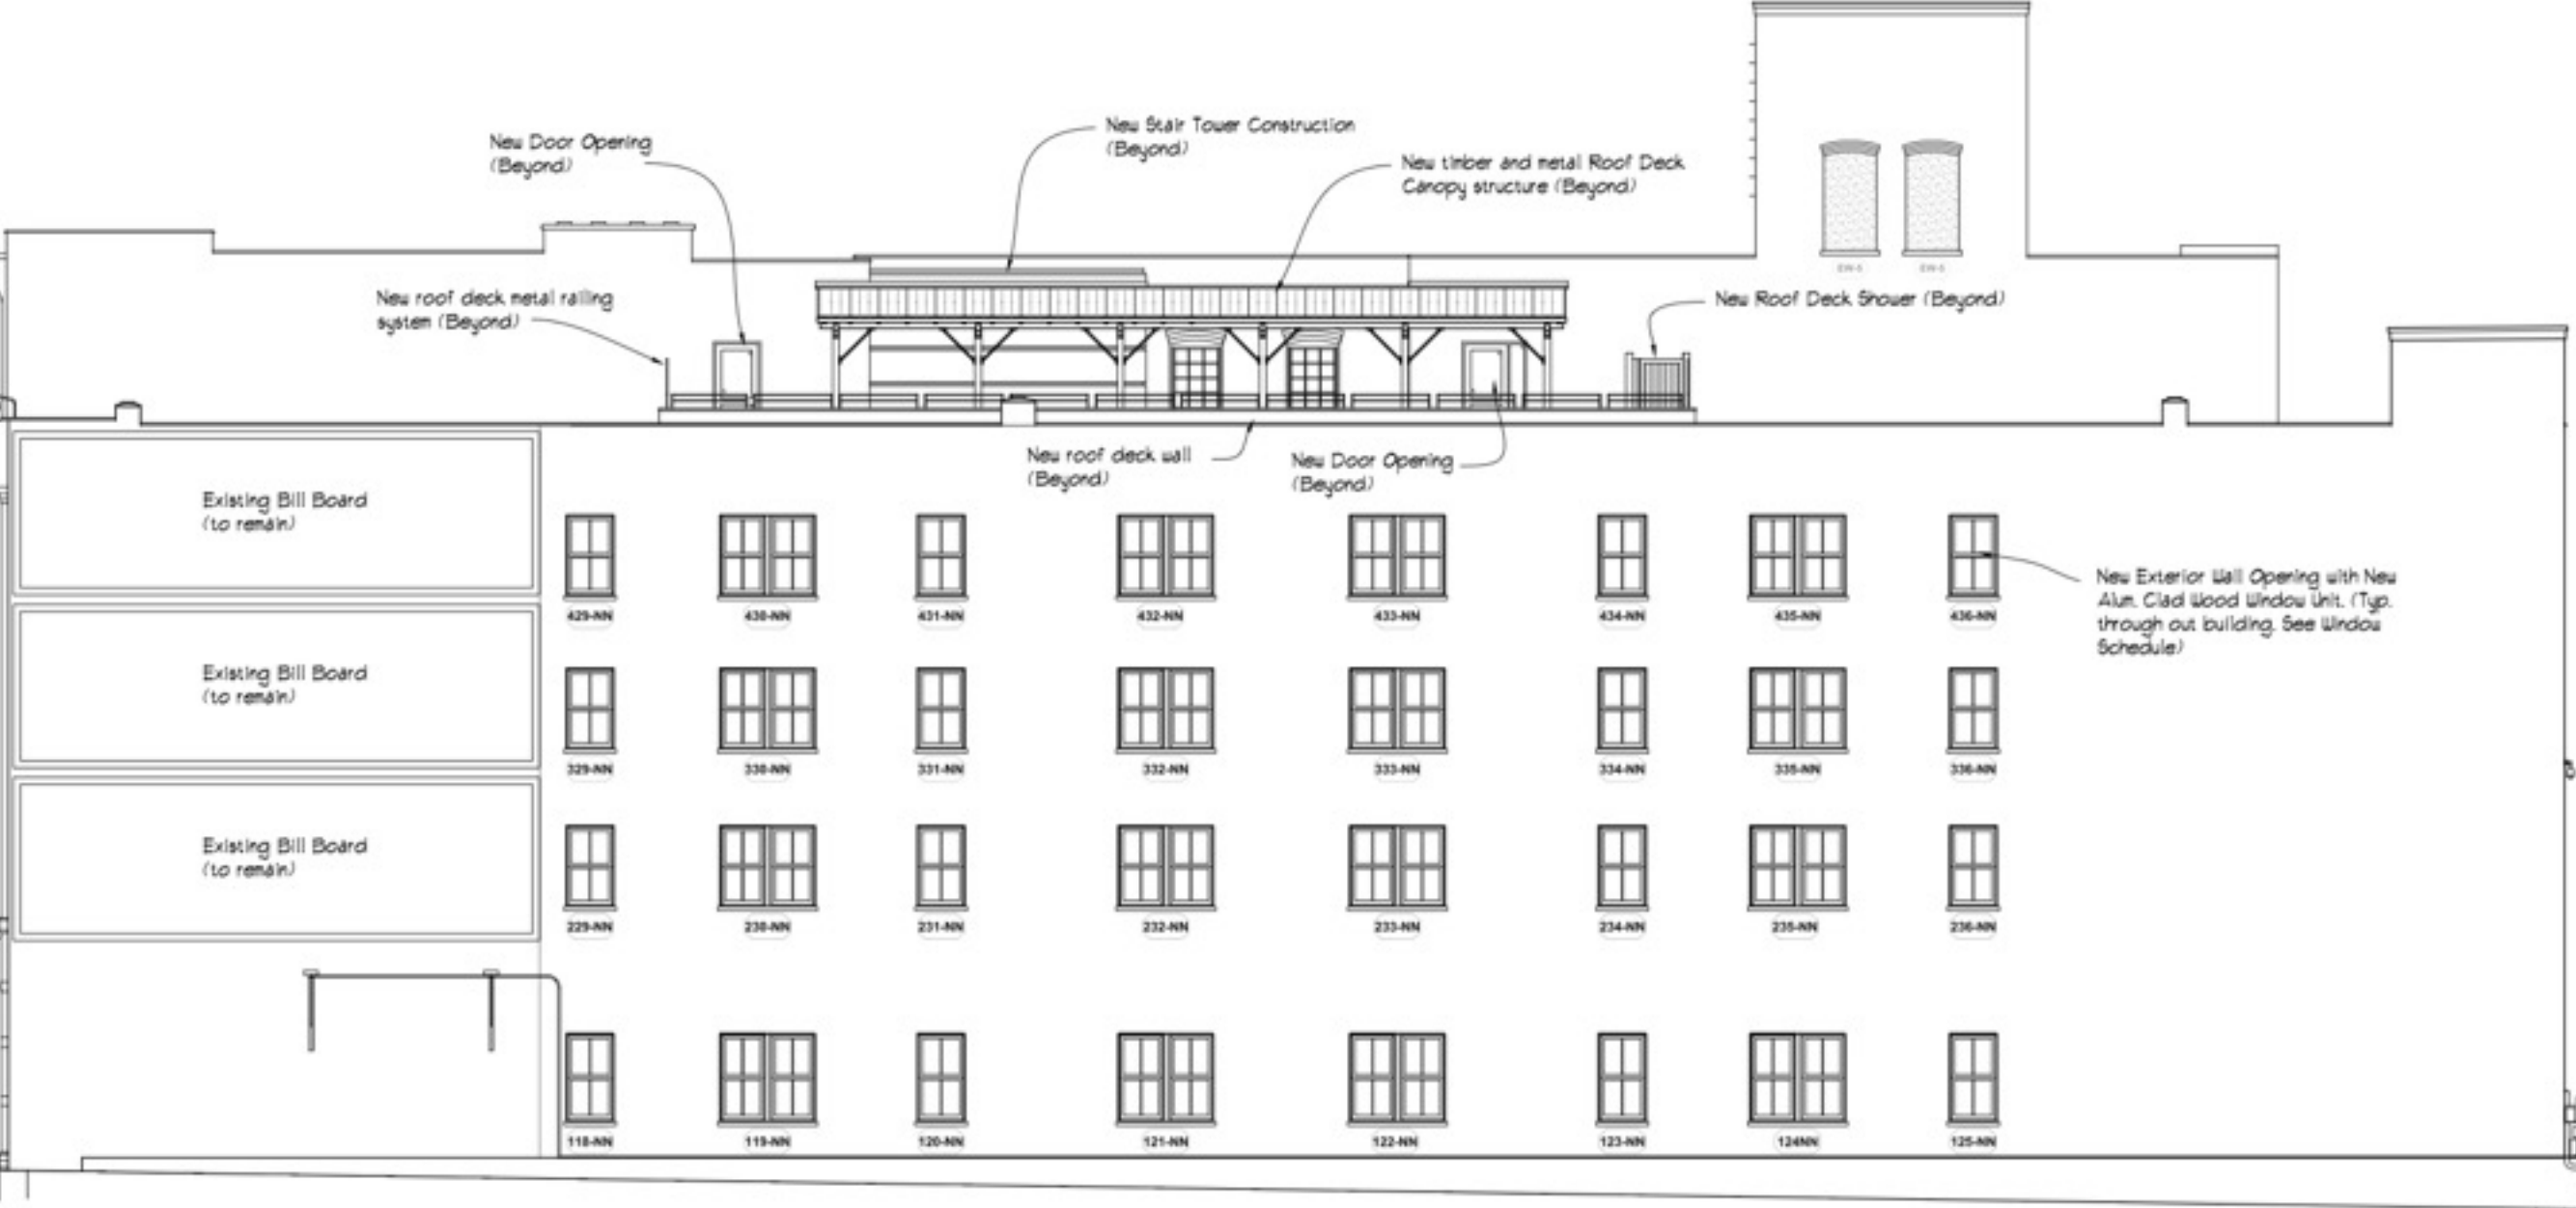 New Stair Tower Construction
(Beyond)
New Door Opening
(Beyond)
New timber and metal Roof Deck
Canopy structure (Beyond)
EW-5 EW-5
New roof deck metal railing
system (Beyond)
New Roof Deck Shower (Beyond)
New roof deck wall
(Beyond)
New Door Opening
(Beyond)
Existing Bill Board
(to remain)
New Exterior Wall Opening with New
Alum. Clad Wood Window Unit. (Typ.
through out building. See Window
Schedule)
429-NN 430-NN 431-NN 432-NN 433-NN 434-NN 435-NN 436-NN
Existing Bill Board
(to remain)
329-NN 330-NN 331-NN 332-NN 333-NN 334-NN 335-NN 336-NN
Existing Bill Board
(to remain)
229-NN 230-NN 231-NN 232-NN 233-NN 234-NN 235-NN 236-NN
118-NN 119-NN 120-NN 121-NN 122-NN 123-NN 124NN 125-NN